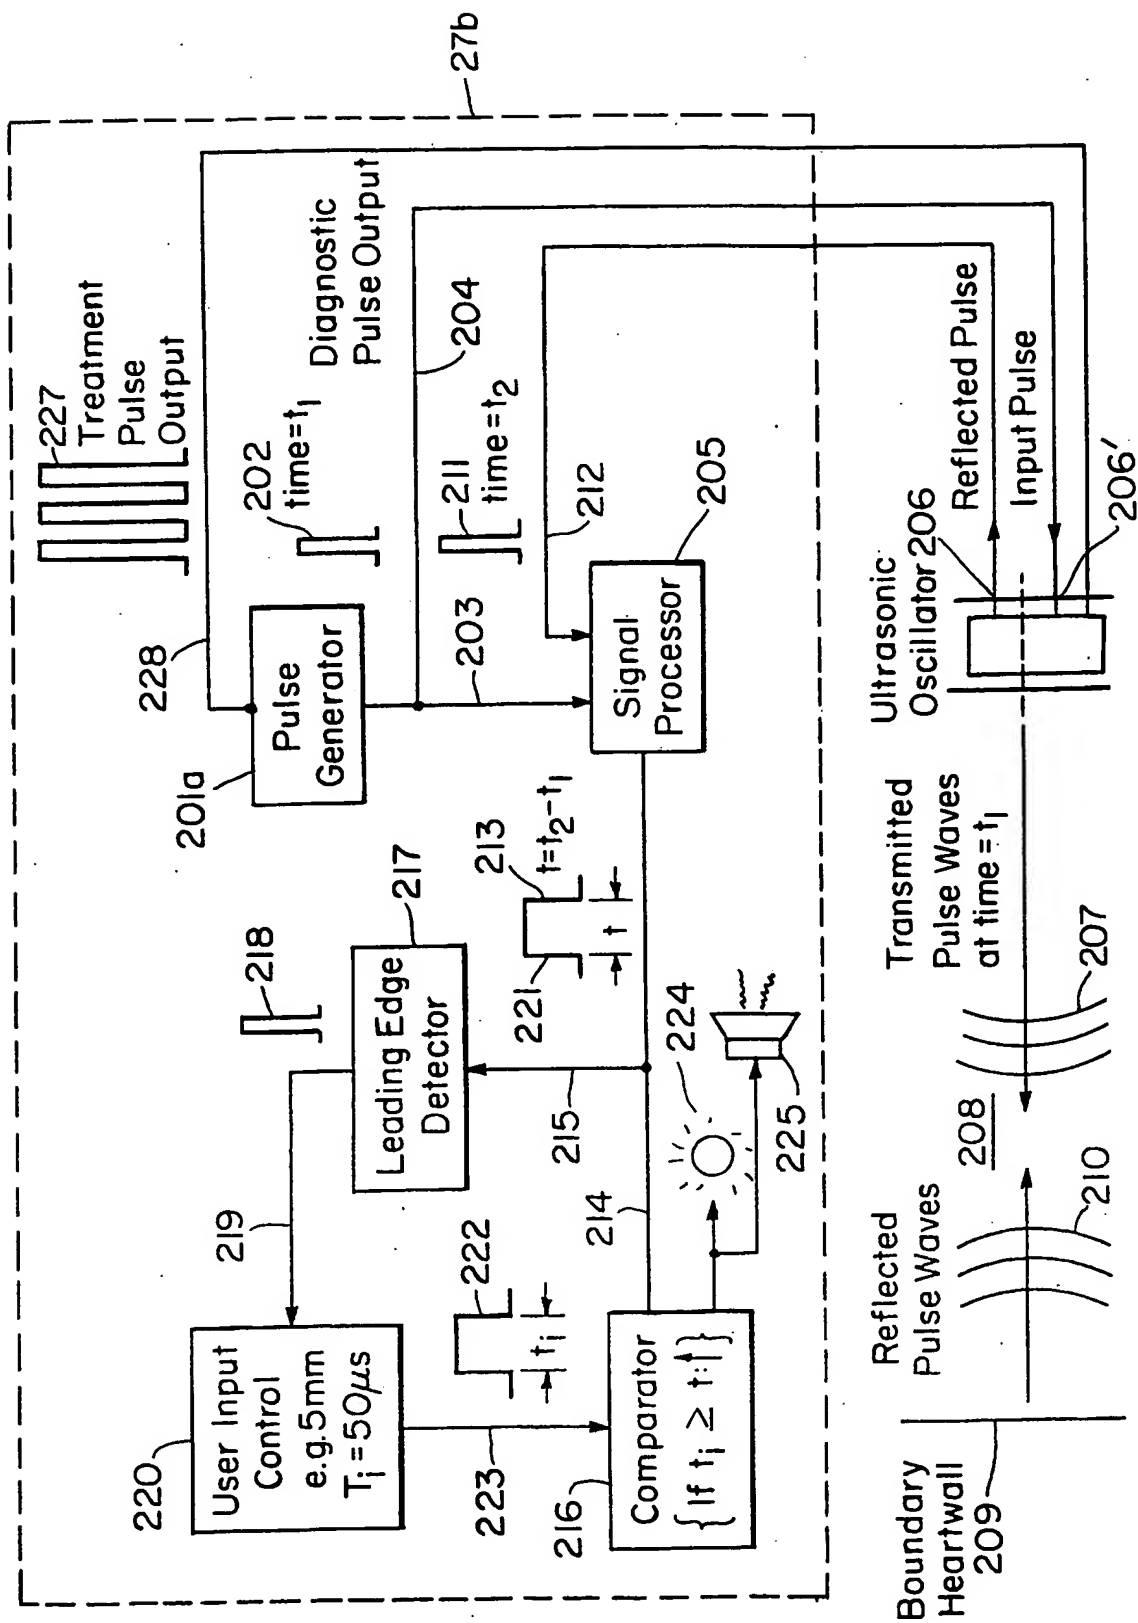 227
Treatment
Pulse
Output
27b
228
202
time=t₁
Diagnostic
Pulse Output
201a
Pulse
Generator
204
211
time=t₂
203
212
Signal
Processor
205
218
217
Leading Edge
Detector
213
t=t₂-t₁
221
t
219
215
214
224
225
220
User Input
Control
e.g.5mm
Tᵢ=50μs
222
tᵢ
223
216
Comparator
{If tᵢ ≥ t:↑}
Reflected Pulse
Input Pulse
Ultrasonic
Oscillator 206
206′
Transmitted
Pulse Waves
at time = t₁
207
208
Reflected
Pulse Waves
210
Boundary
Heartwall
209